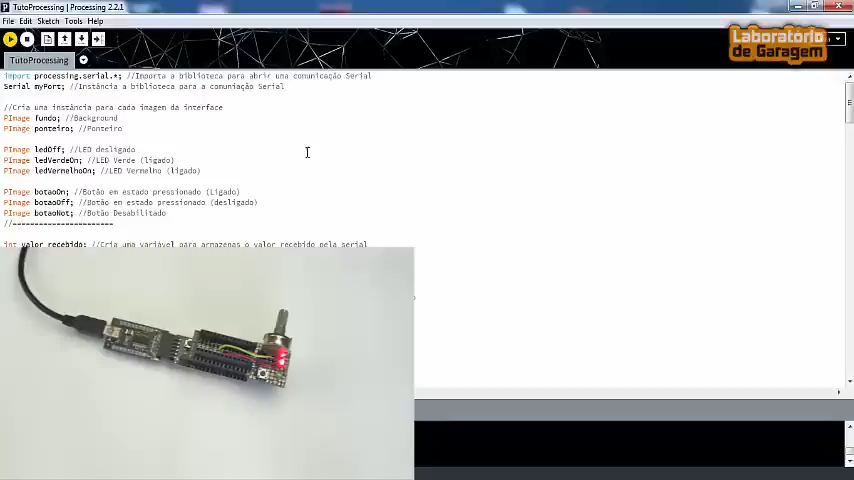 TutoProcessing | Processing 2.2.1
File Edit Sketch Tools Help
Laboratório
de Garagem
TutoProcessing
import processing.serial.*; //Importa a biblioteca para abrir uma comunicação Serial
Serial myPort; //Instância a biblioteca para a comuniação Serial
//Cria uma instância para cada imagem da interface
PImage fundo; //Background
PImage ponteiro; //Ponteiro
PImage ledOff; //LED desligado
PImage ledVerdeOn; //LED Verde (ligado)
PImage ledVermelhoOn; //LED Vermelho (ligado)
PImage botaoOn; //Botão em estado pressionado (Ligado)
PImage botaoOff; //Botão em estado pressionado (desligado)
PImage botaoNot; //Botão Desabilitado
//=======================
int valor_recebido; //Cria uma variável para armazenas o valor recebido pela serial